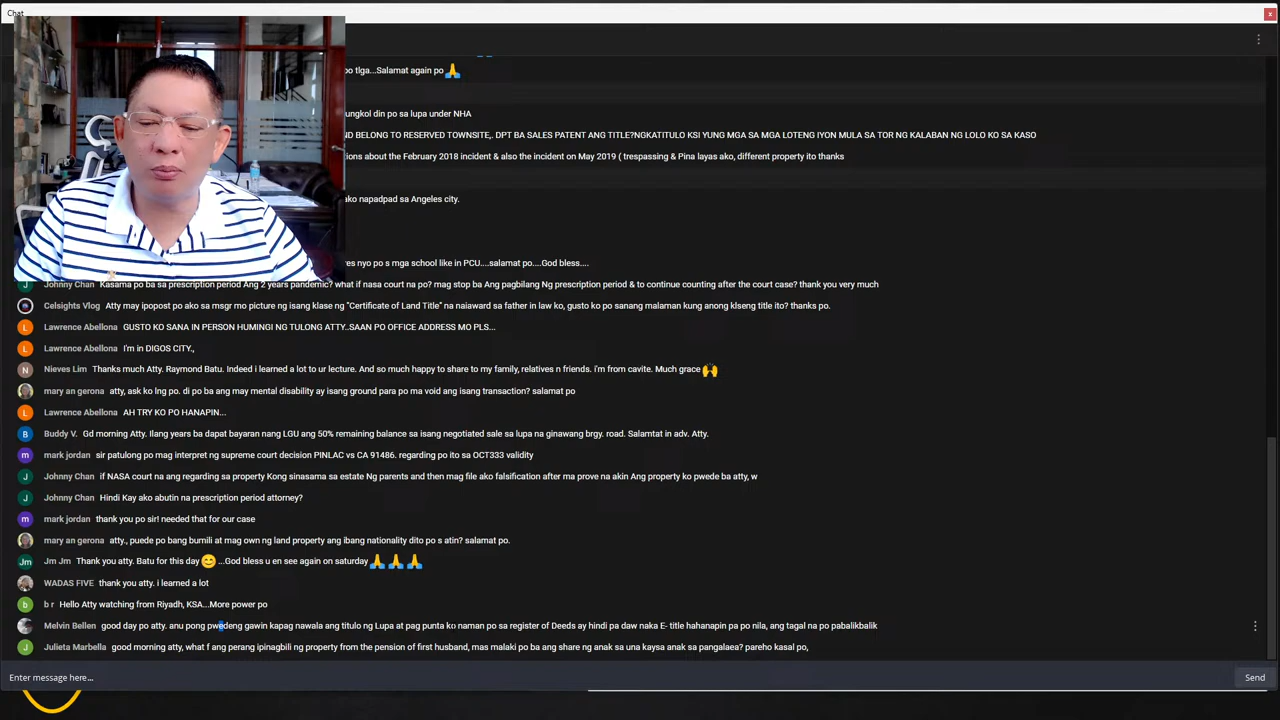 Chat
po tlga...Salamat again po 🙏
ungkol din po sa lupa under NHA
ND BELONG TO RESERVED TOWNSITE,. DPT BA SALES PATENT ANG TITLE?NGKATITULO KSI YUNG MGA SA MGA LOTENG IYON MULA SA TOR NG KALABAN NG LOLO KO SA KASO
tions about the February 2018 incident & also the incident on May 2019 ( trespassing & Pina layas ako, different property ito thanks
ako napadpad sa Angeles city.
res nyo po s mga school like in PCU....salamat po....God bless....
J Johnny Chan Kasama po ba sa prescription period Ang 2 years pandemic? what if nasa court na po? mag stop ba Ang pagbilang Ng prescription period & to continue counting after the court case? thank you very much
Celsights Vlog Atty may ipopost po ako sa msgr mo picture ng isang klase ng "Certificate of Land Title" na naiaward sa father in law ko, gusto ko po sanang malaman kung anong klseng title ito? thanks po.
L Lawrence Abellona GUSTO KO SANA IN PERSON HUMINGI NG TULONG ATTY..SAAN PO OFFICE ADDRESS MO PLS...
L Lawrence Abellona I'm in DIGOS CITY.,
N Nieves Lim Thanks much Atty. Raymond Batu. Indeed i learned a lot to ur lecture. And so much happy to share to my family, relatives n friends. i'm from cavite. Much grace 🙌
mary an gerona atty, ask ko lng po. di po ba ang may mental disability ay isang ground para po ma void ang isang transaction? salamat po
L Lawrence Abellona AH TRY KO PO HANAPIN...
B Buddy V. Gd morning Atty. Ilang years ba dapat bayaran nang LGU ang 50% remaining balance sa isang negotiated sale sa lupa na ginawang brgy. road. Salamtat in adv. Atty.
m mark jordan sir patulong po mag interpret ng supreme court decision PINLAC vs CA 91486. regarding po ito sa OCT333 validity
J Johnny Chan if NASA court na ang regarding sa property Kong sinasama sa estate Ng parents and then mag file ako falsification after ma prove na akin Ang property ko pwede ba atty, w
J Johnny Chan Hindi Kay ako abutin na prescription period attorney?
m mark jordan thank you po sir! needed that for our case
mary an gerona atty., puede po bang bumili at mag own ng land property ang ibang nationality dito po s atin? salamat po.
Jm Jm Jm Thank you atty. Batu for this day 😊 ...God bless u en see again on saturday 🙏🙏🙏
WADAS FIVE thank you atty. i learned a lot
b b r Hello Atty watching from Riyadh, KSA...More power po
Melvin Bellen good day po atty. anu pong pwedeng gawin kapag nawala ang titulo ng Lupa at pag punta ko naman po sa register of Deeds ay hindi pa daw naka E- title hahanapin pa po nila, ang tagal na po pabalikbalik
J Julieta Marbella good morning atty, what f ang perang ipinagbili ng property from the pension of first husband, mas malaki po ba ang share ng anak sa una kaysa anak sa pangalaea? pareho kasal po,
Enter message here...
Send